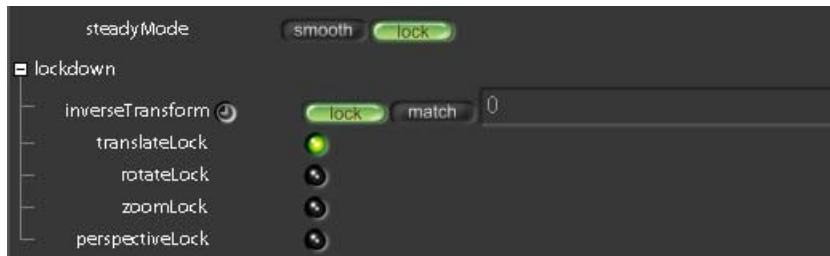 steadyMode smooth lock
lockdown
inverseTransform lock match 0
translateLock
rotateLock
zoomLock
perspectiveLock